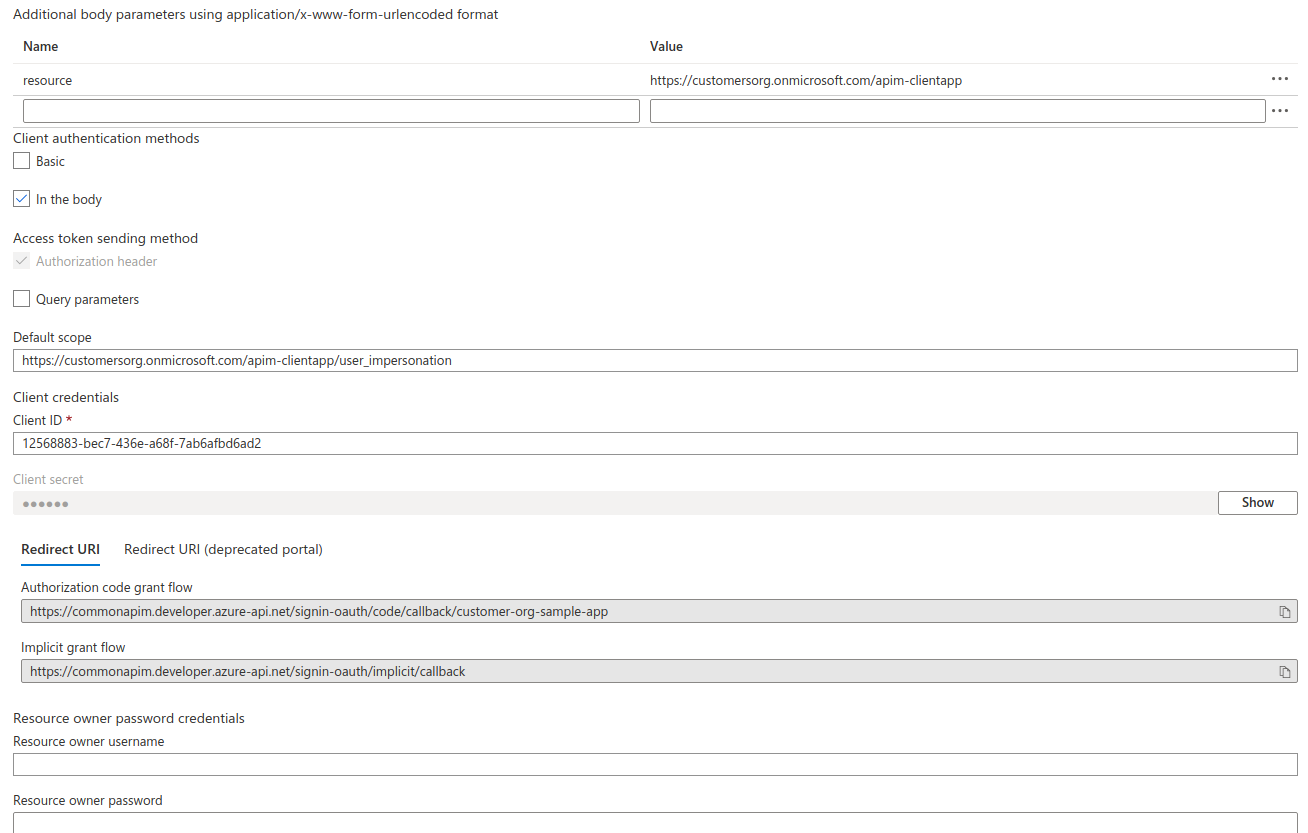 Additional body parameters using application/x-www-form-urlencoded format
Name Value
resource https://customersorg.onmicrosoft.com/apim-clientapp
Client authentication methods
Basic
In the body
Access token sending method
Authorization header
Query parameters
Default scope
https://customersorg.onmicrosoft.com/apim-clientapp/user_impersonation
Client credentials
Client ID *
12568883-bec7-436e-a68f-7ab6afbd6ad2
Client secret
●●●●●● Show
Redirect URI Redirect URI (deprecated portal)
Authorization code grant flow
https://commonapim.developer.azure-api.net/signin-oauth/code/callback/customer-org-sample-app
Implicit grant flow
https://commonapim.developer.azure-api.net/signin-oauth/implicit/callback
Resource owner password credentials
Resource owner username
Resource owner password